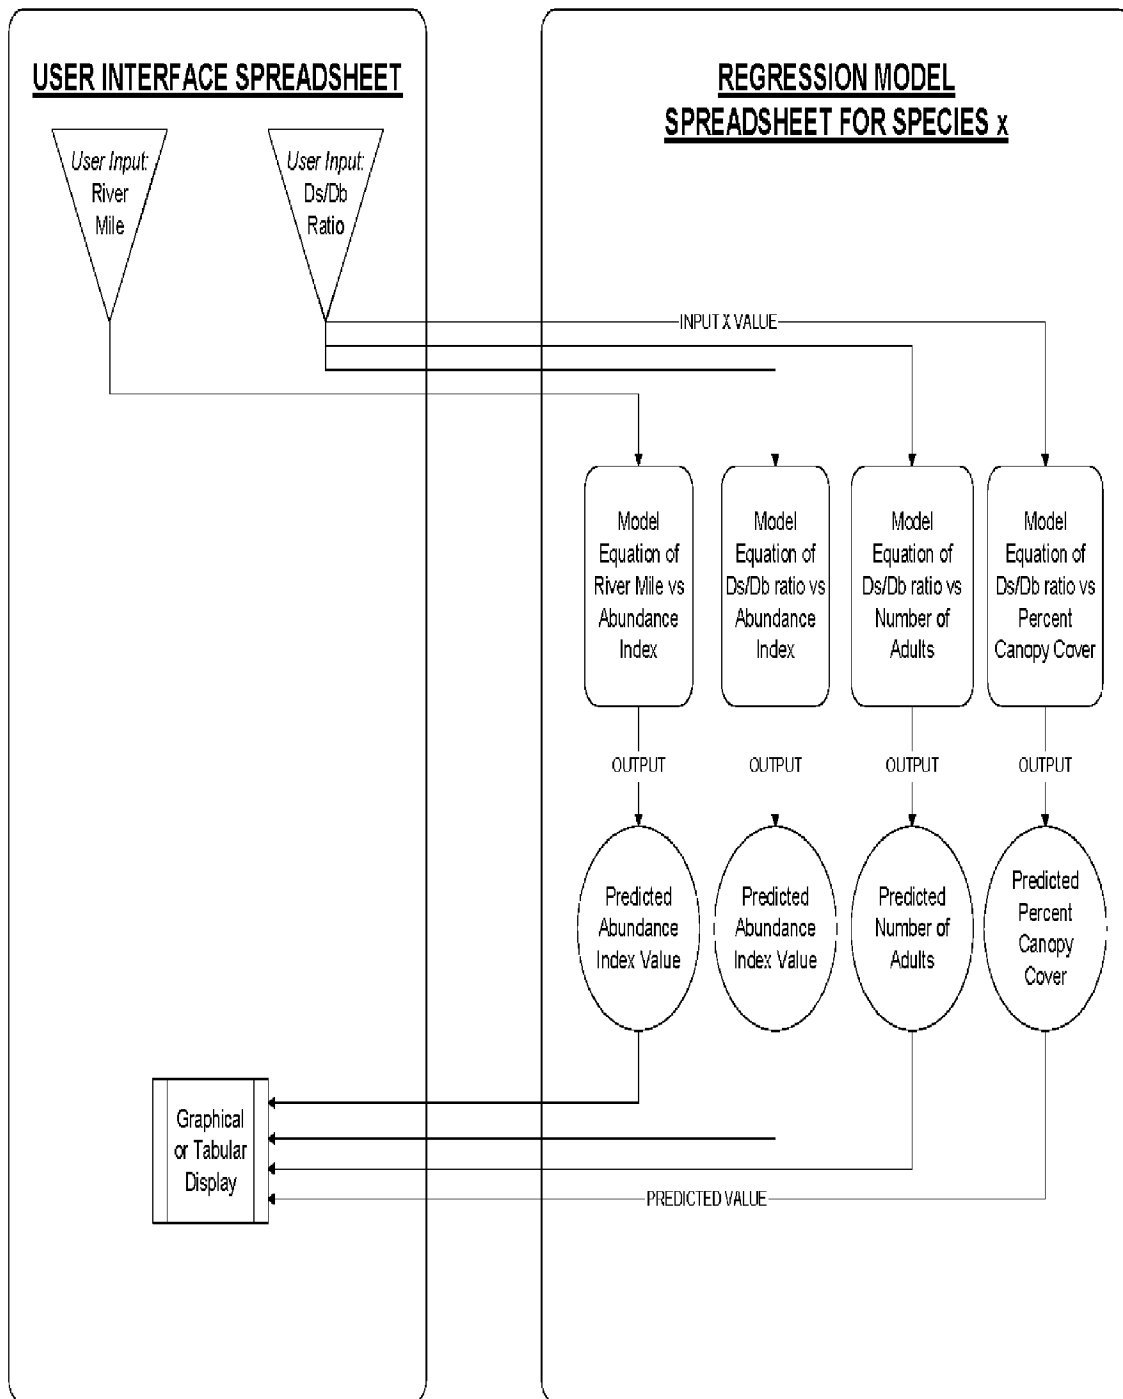 USER INTERFACE SPREADSHEET
REGRESSION MODEL
SPREADSHEET FOR SPECIES x
User Input:
River
Mile
User Input:
Ds/Db
Ratio
INPUT X VALUE
Model
Equation of
River Mile vs
Abundance
Index
Model
Equation of
Ds/Db ratio vs
Abundance
Index
Model
Equation of
Ds/Db ratio vs
Number of
Adults
Model
Equation of
Ds/Db ratio vs
Percent
Canopy Cover
OUTPUT
OUTPUT
OUTPUT
OUTPUT
Predicted
Abundance
Index Value
Predicted
Abundance
Index Value
Predicted
Number of
Adults
Predicted
Percent
Canopy
Cover
Graphical
or Tabular
Display
PREDICTED VALUE